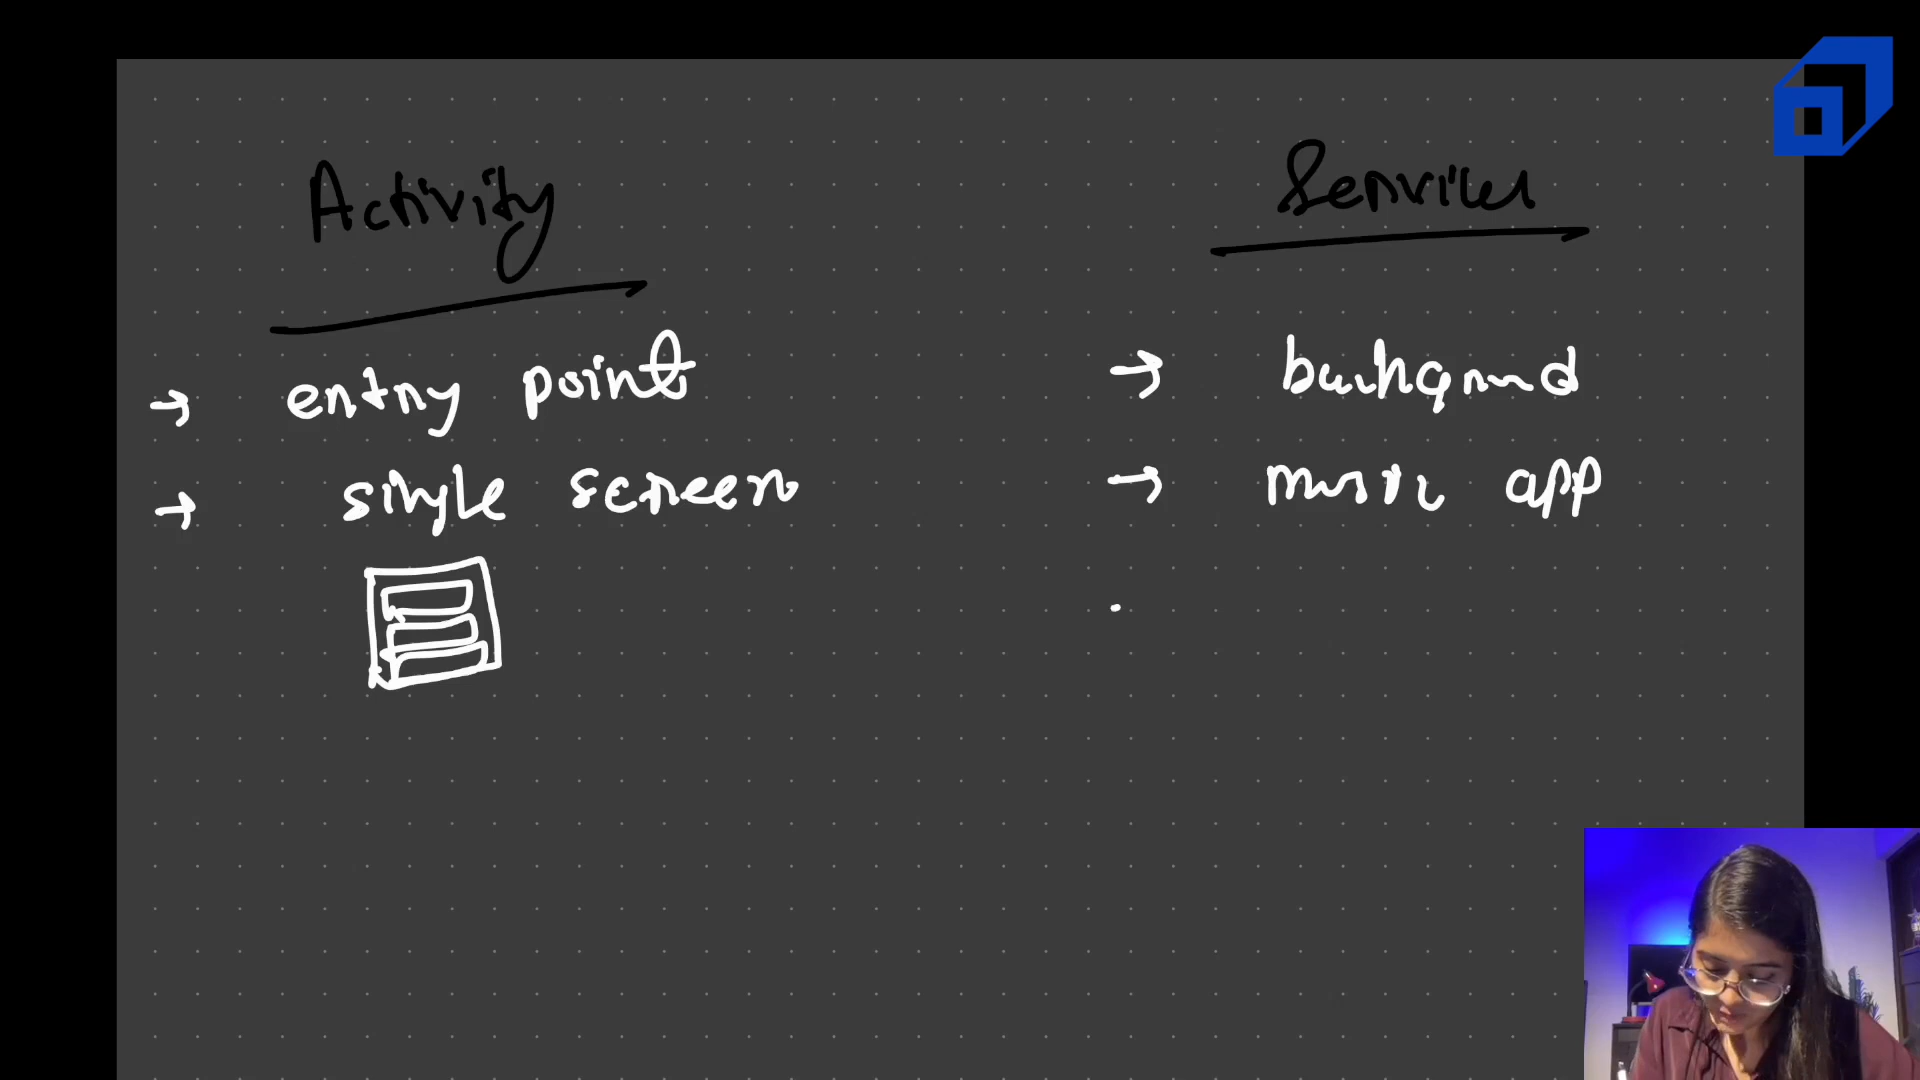 Activity
→ entry point
→ single screen
Services
→ background
→ music app